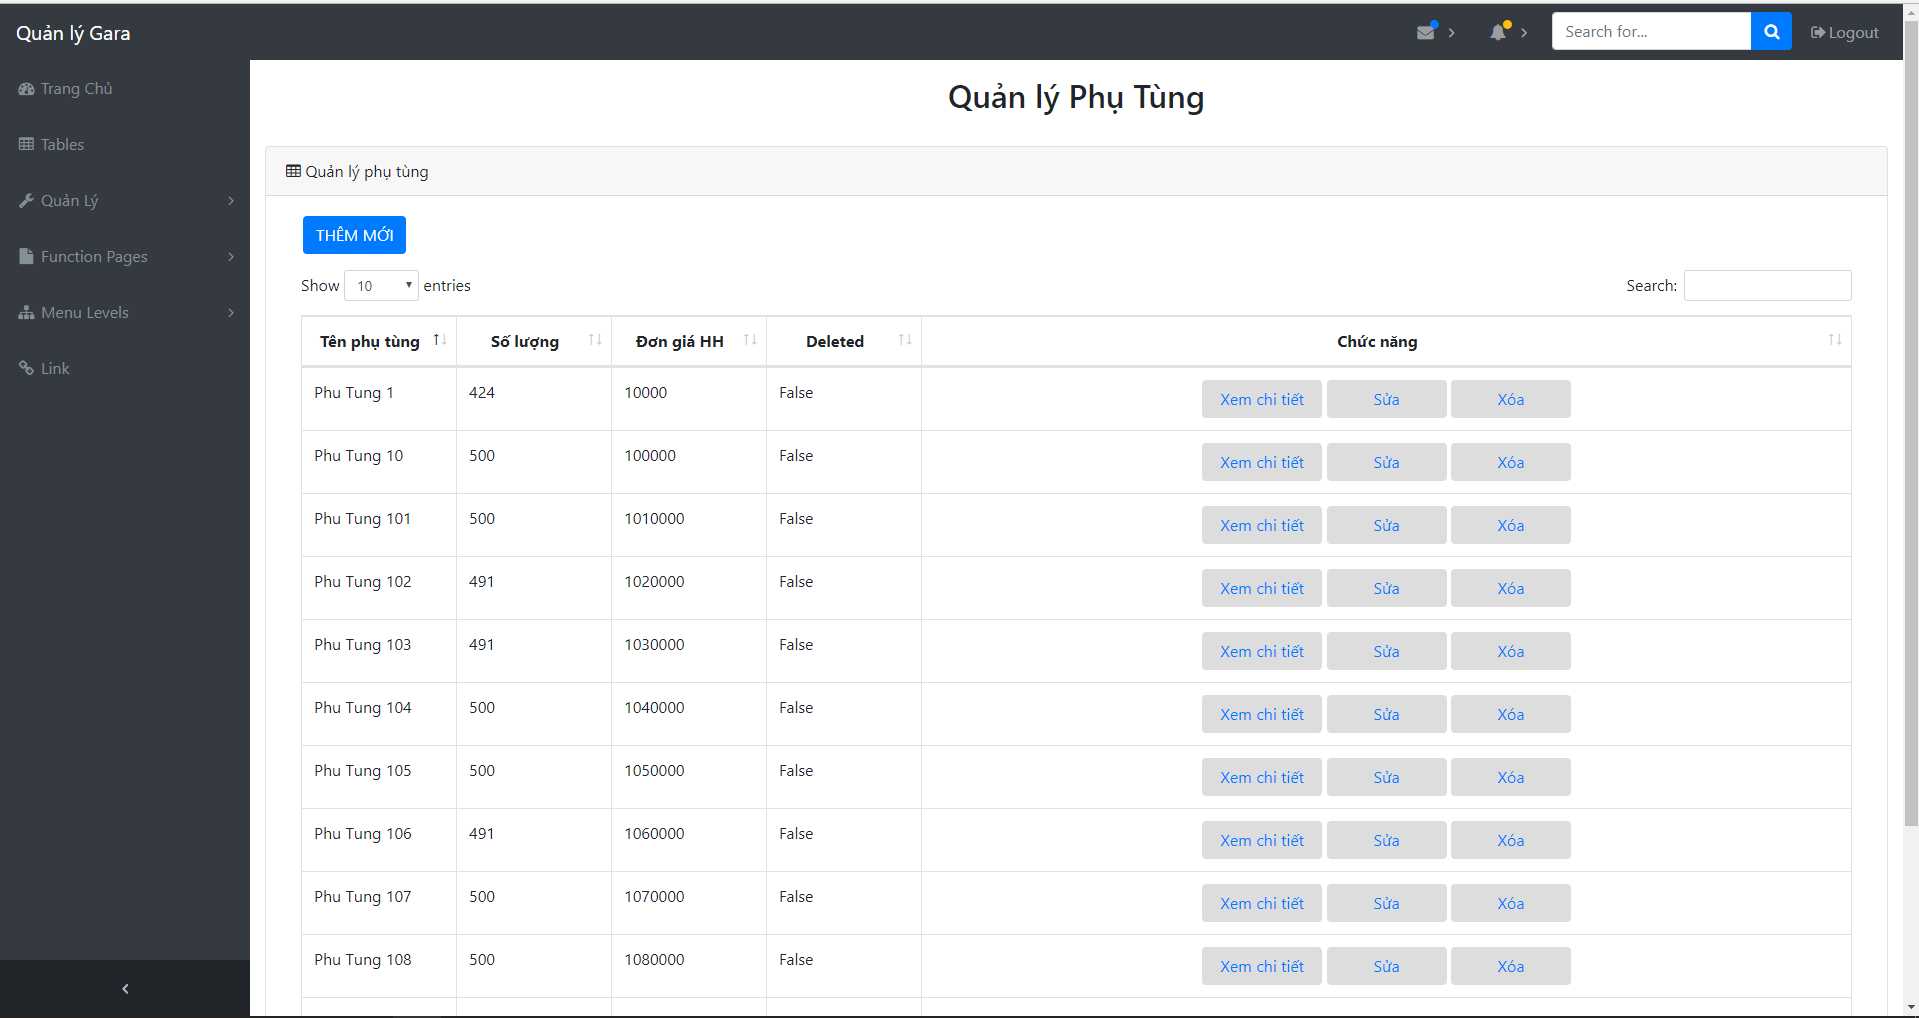 Quản lý Gara
Search for...
Logout
Trang Chủ
Tables
Quản Lý
Function Pages
Menu Levels
Link
Quản lý Phụ Tùng
Quản lý phụ tùng
THÊM MỚI
Show 10 entries
Search:
Tên phụ tùng Số lượng Đơn giá HH Deleted Chức năng
Phu Tung 1 424 10000 False Xem chi tiết Sửa Xóa
Phu Tung 10 500 100000 False Xem chi tiết Sửa Xóa
Phu Tung 101 500 1010000 False Xem chi tiết Sửa Xóa
Phu Tung 102 491 1020000 False Xem chi tiết Sửa Xóa
Phu Tung 103 491 1030000 False Xem chi tiết Sửa Xóa
Phu Tung 104 500 1040000 False Xem chi tiết Sửa Xóa
Phu Tung 105 500 1050000 False Xem chi tiết Sửa Xóa
Phu Tung 106 491 1060000 False Xem chi tiết Sửa Xóa
Phu Tung 107 500 1070000 False Xem chi tiết Sửa Xóa
Phu Tung 108 500 1080000 False Xem chi tiết Sửa Xóa